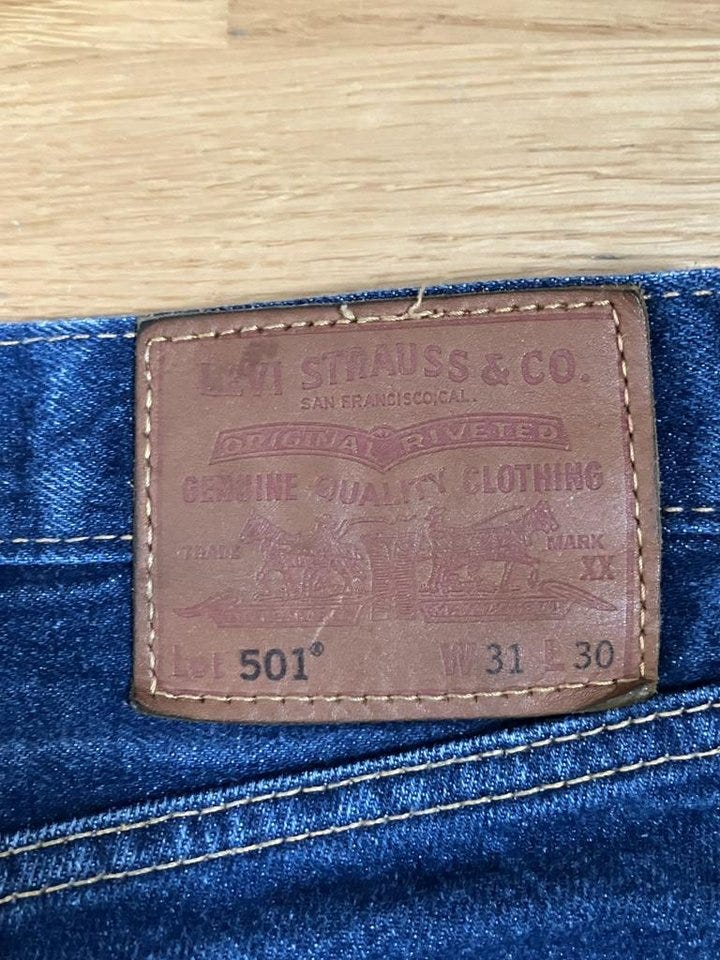 LEVI STRAUSS & CO.
SAN FRANCISCO, CAL.
ORIGINAL RIVETED
GENUINE QUALITY CLOTHING
TRADE MARK
XX
Lot 501® W 31 L 30